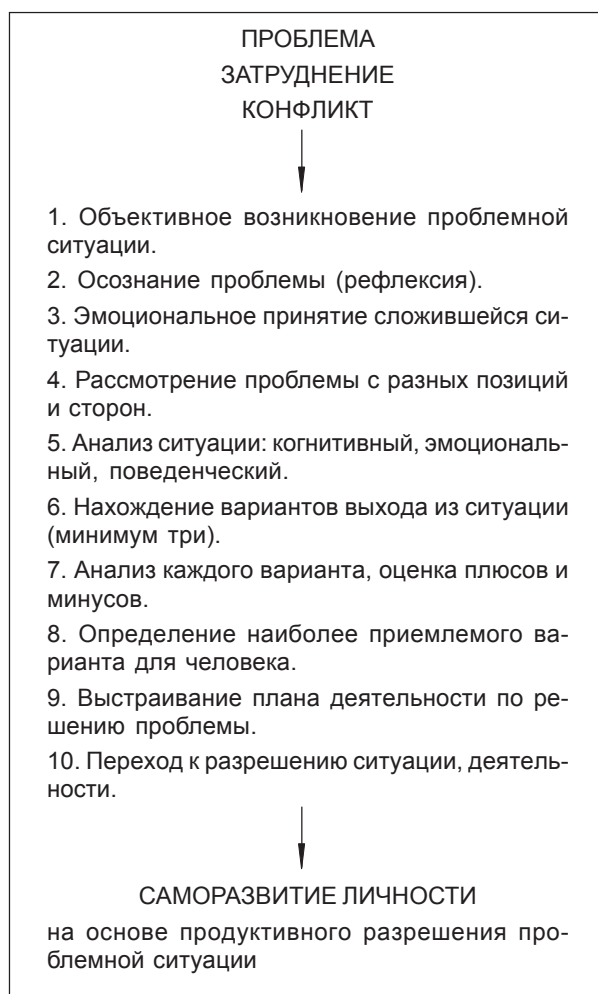 ПРОБЛЕМА
ЗАТРУДНЕНИЕ
КОНФЛИКТ
1. Объективное возникновение проблемной
ситуации.
2. Осознание проблемы (рефлексия).
3. Эмоциональное принятие сложившейся си-
туации.
4. Рассмотрение проблемы с разных позиций
и сторон.
5. Анализ ситуации: когнитивный, эмоциональ-
ный, поведенческий.
6. Нахождение вариантов выхода из ситуации
(минимум три).
7. Анализ каждого варианта, оценка плюсов и
минусов.
8. Определение наиболее приемлемого ва-
рианта для человека.
9. Выстраивание плана деятельности по ре-
шению проблемы.
10. Переход к разрешению ситуации, деятель-
ности.
САМОРАЗВИТИЕ ЛИЧНОСТИ
на основе продуктивного разрешения про-
блемной ситуации